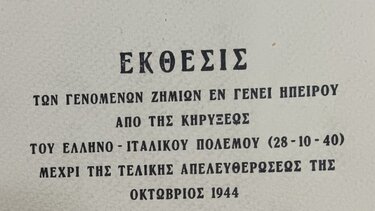 ΕΚΘΕΣΙΣ
ΤΩΝ ΓΕΝΟΜΕΝΩΝ ΖΗΜΙΩΝ ΕΝ ΓΕΝΕΙ ΗΠΕΙΡΟΥ
ΑΠΟ ΤΗΣ ΚΗΡΥΞΕΩΣ
ΤΟΥ ΕΛΛΗΝΟ - ΙΤΑΛΙΚΟΥ ΠΟΛΕΜΟΥ (28-10-40)
ΜΕΧΡΙ ΤΗΣ ΤΕΛΙΚΗΣ ΑΠΕΛΕΥΘΕΡΩΣΕΩΣ ΤΗΣ
ΟΚΤΩΒΡΙΟΣ 1944